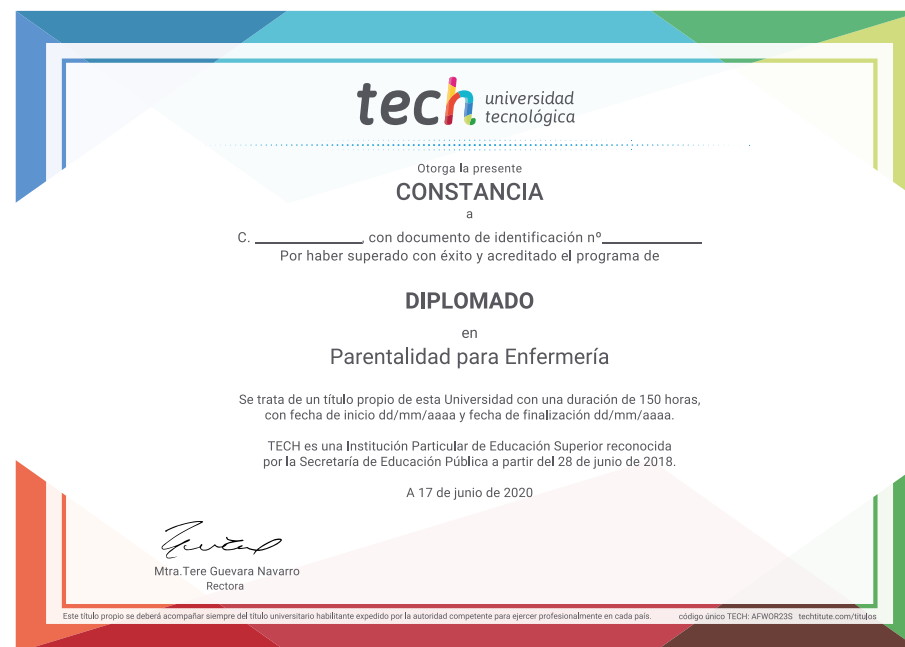 tech universidad
tecnológica
Otorga la presente
CONSTANCIA
a
C. ____________, con documento de identificación nº____________
Por haber superado con éxito y acreditado el programa de
DIPLOMADO
en
Parentalidad para Enfermería
Se trata de un título propio de esta Universidad con una duración de 150 horas,
con fecha de inicio dd/mm/aaaa y fecha de finalización dd/mm/aaaa.
TECH es una Institución Particular de Educación Superior reconocida
por la Secretaría de Educación Pública a partir del 28 de junio de 2018.
A 17 de junio de 2020
Mtra.Tere Guevara Navarro
Rectora
Este título propio se deberá acompañar siempre del título universitario habilitante expedido por la autoridad competente para ejercer profesionalmente en cada país. código único TECH: AFWOR23S techtitute.com/titulos